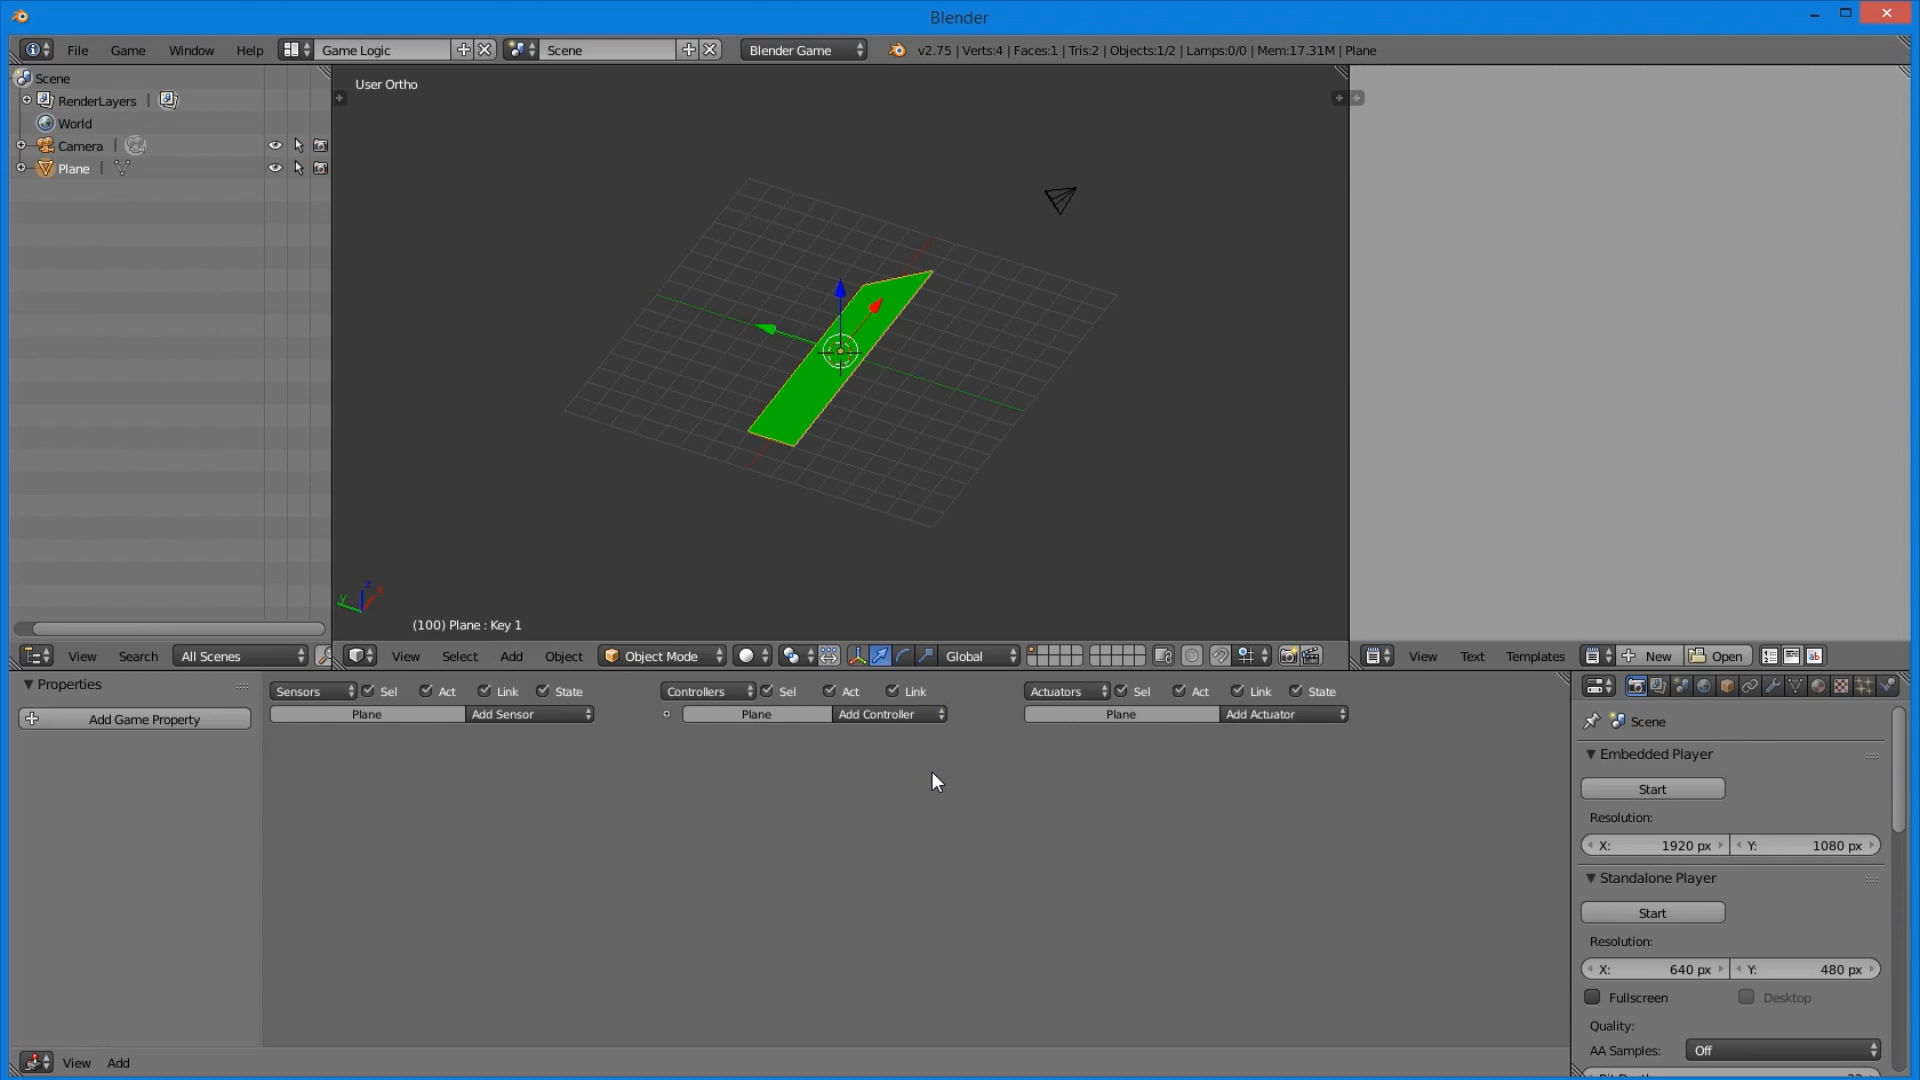 Blender
File Game Window Help Game Logic Scene Blender Game v2.75 | Verts:4 | Faces:1 | Tris:2 | Objects:1/2 | Lamps:0/0 | Mem:17.31M | Plane
Scene
RenderLayers
World
Camera
Plane
User Ortho
(100) Plane : Key 1
View Search All Scenes
View Select Add Object Object Mode Global
View Text Templates New Open
Properties
Add Game Property
Sensors Sel Act Link State
Plane Add Sensor
Controllers Sel Act Link
Plane Add Controller
Actuators Sel Act Link State
Plane Add Actuator
Scene
Embedded Player
Start
Resolution:
X: 1920 px Y: 1080 px
Standalone Player
Start
Resolution:
X: 640 px Y: 480 px
Fullscreen Desktop
Quality:
AA Samples: Off
View Add